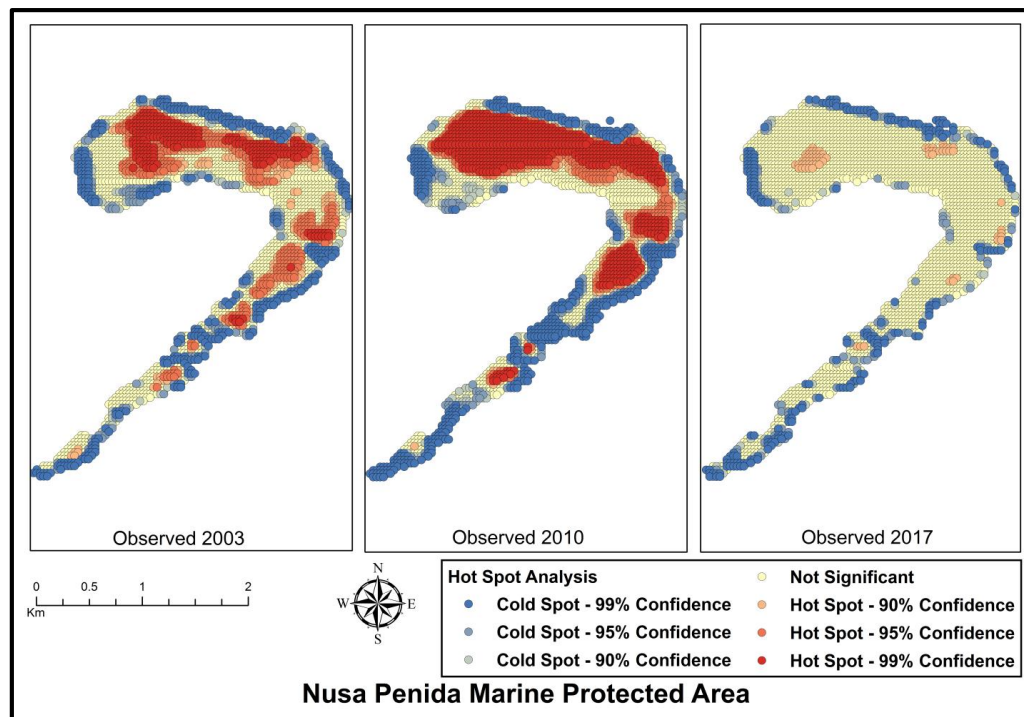 Observed 2003
Observed 2010
Observed 2017
0 0.5 1 2
Km
N
W E
S
Hot Spot Analysis
Cold Spot - 99% Confidence
Cold Spot - 95% Confidence
Cold Spot - 90% Confidence
Not Significant
Hot Spot - 90% Confidence
Hot Spot - 95% Confidence
Hot Spot - 99% Confidence
Nusa Penida Marine Protected Area